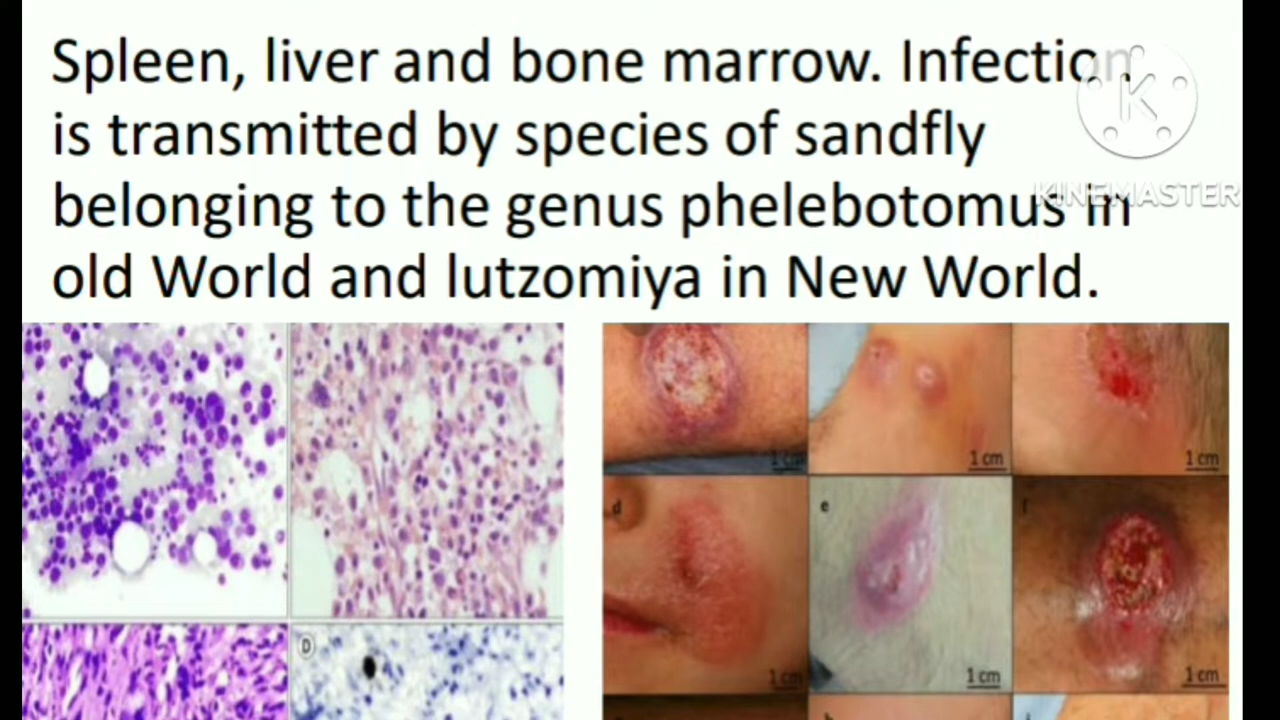 Spleen, liver and bone marrow. Infection
is transmitted by species of sandfly
belonging to the genus phelebotomus in
old World and lutzomiya in New World.
K
KINEMASTER
1 cm
1 cm
1 cm
d
e
f
D
1 cm
1 cm
1 cm